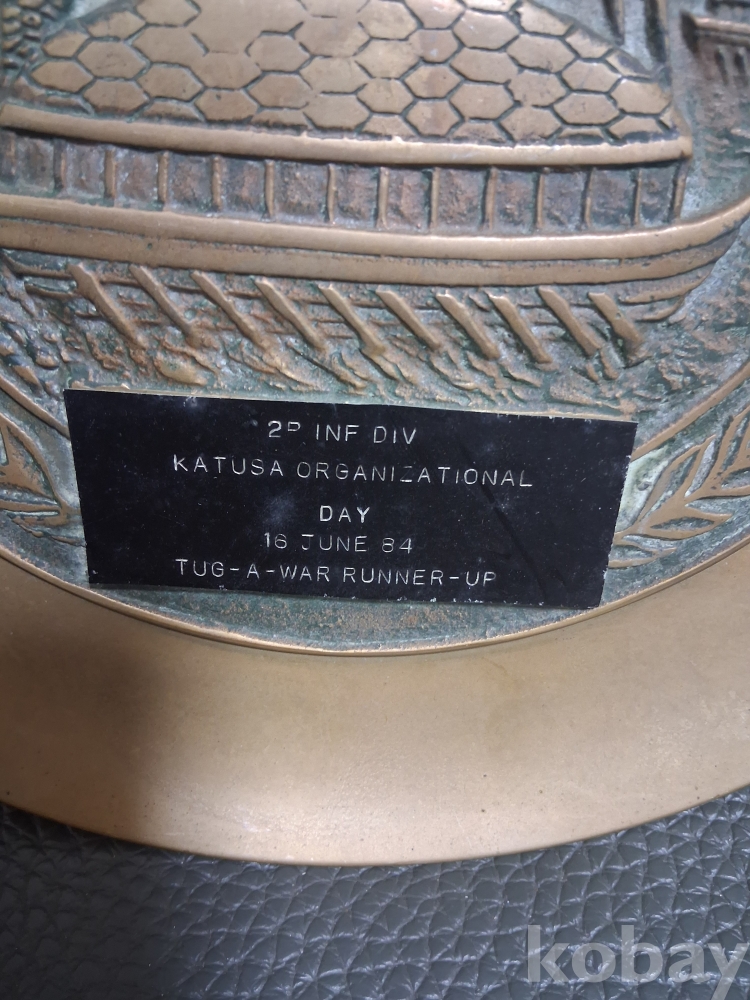 2D INF DIV
KATUSA ORGANIZATIONAL
DAY
16 JUNE 84
TUG-A-WAR RUNNER-UP
kobay